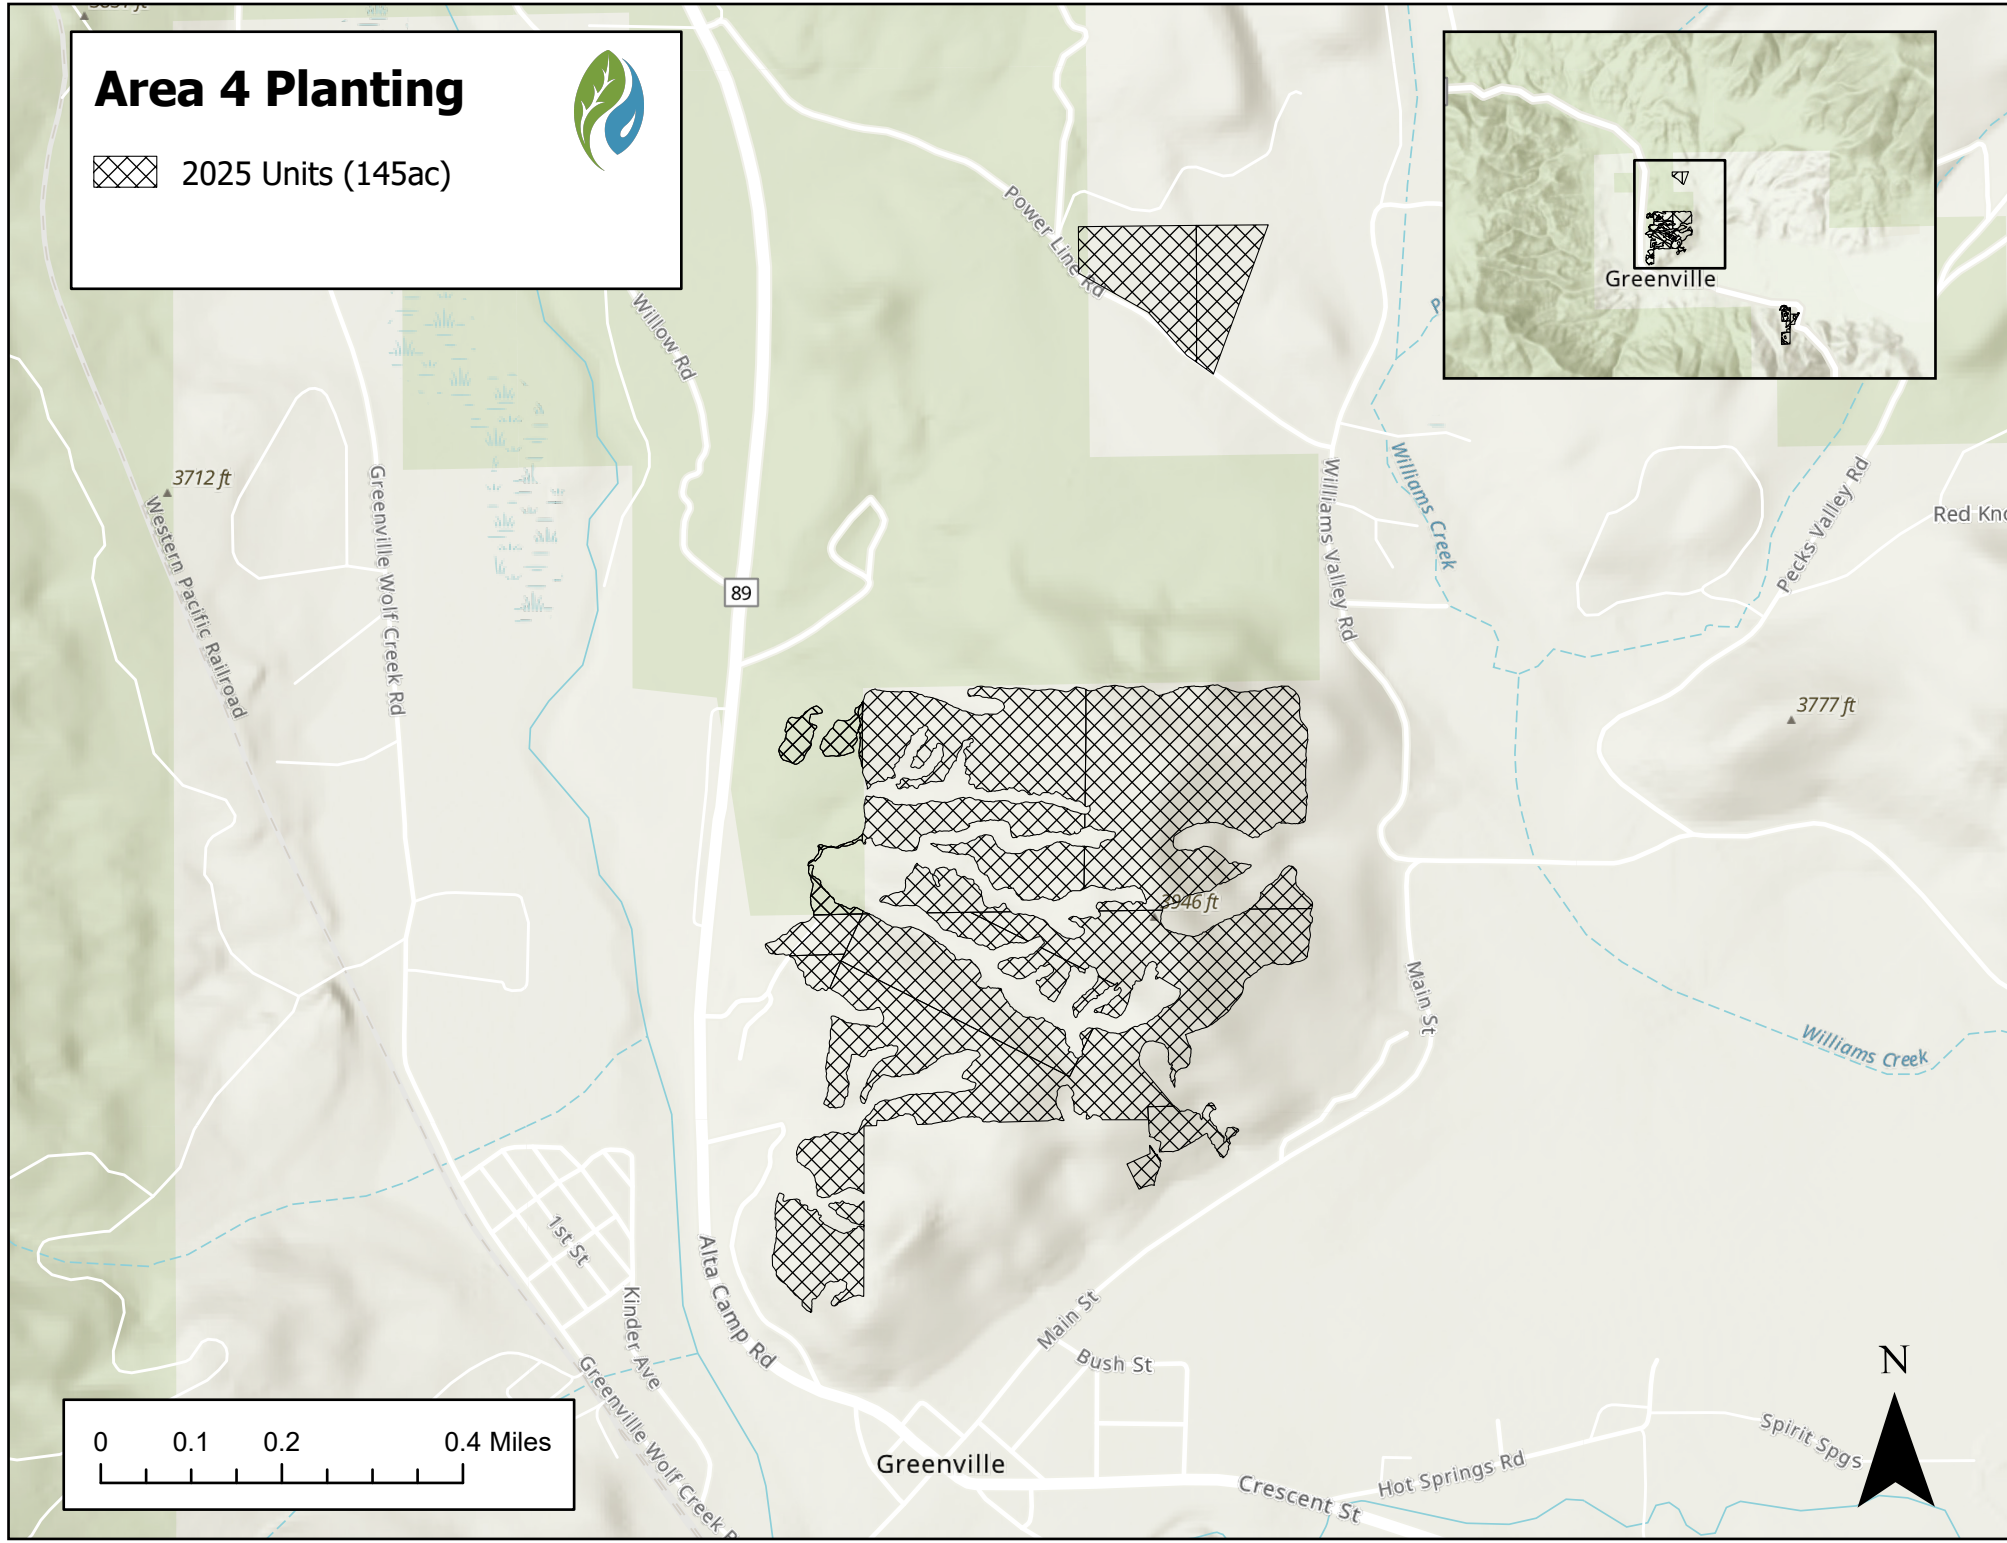 Area 4 Planting
2025 Units (145ac)
Greenville
Power Line Rd
Willow Rd
3712 ft
Western Pacific Railroad
Greenville Wolf Creek Rd
89
Williams Valley Rd
Williams Creek
Pecks Valley Rd
3777 ft
3946 ft
Main St
Williams Creek
1st St
Kinder Ave
Alta Camp Rd
Main St
Bush St
Greenville Wolf Creek
Greenville
Crescent St
Hot Springs Rd
Spirit Spgs
N
0 0.1 0.2 0.4 Miles